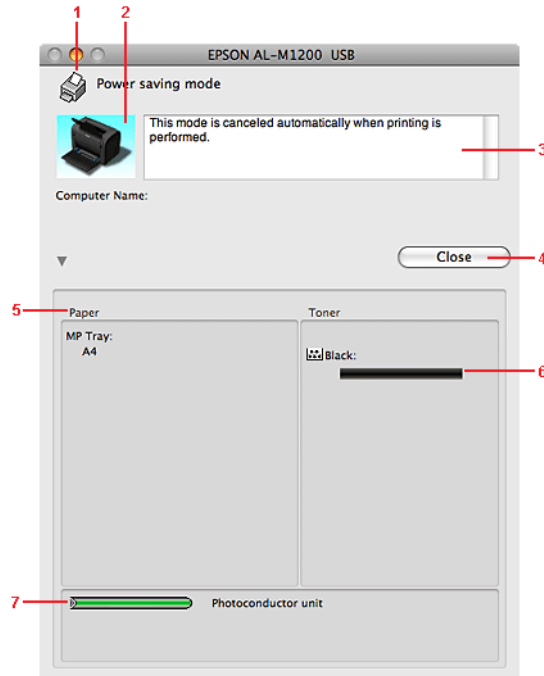 1 2
EPSON AL-M1200 USB
Power saving mode
This mode is canceled automatically when printing is
performed.
3
Computer Name:
Close
4
5
Paper
Toner
MP Tray:
A4
Black:
6
7
Photoconductor unit